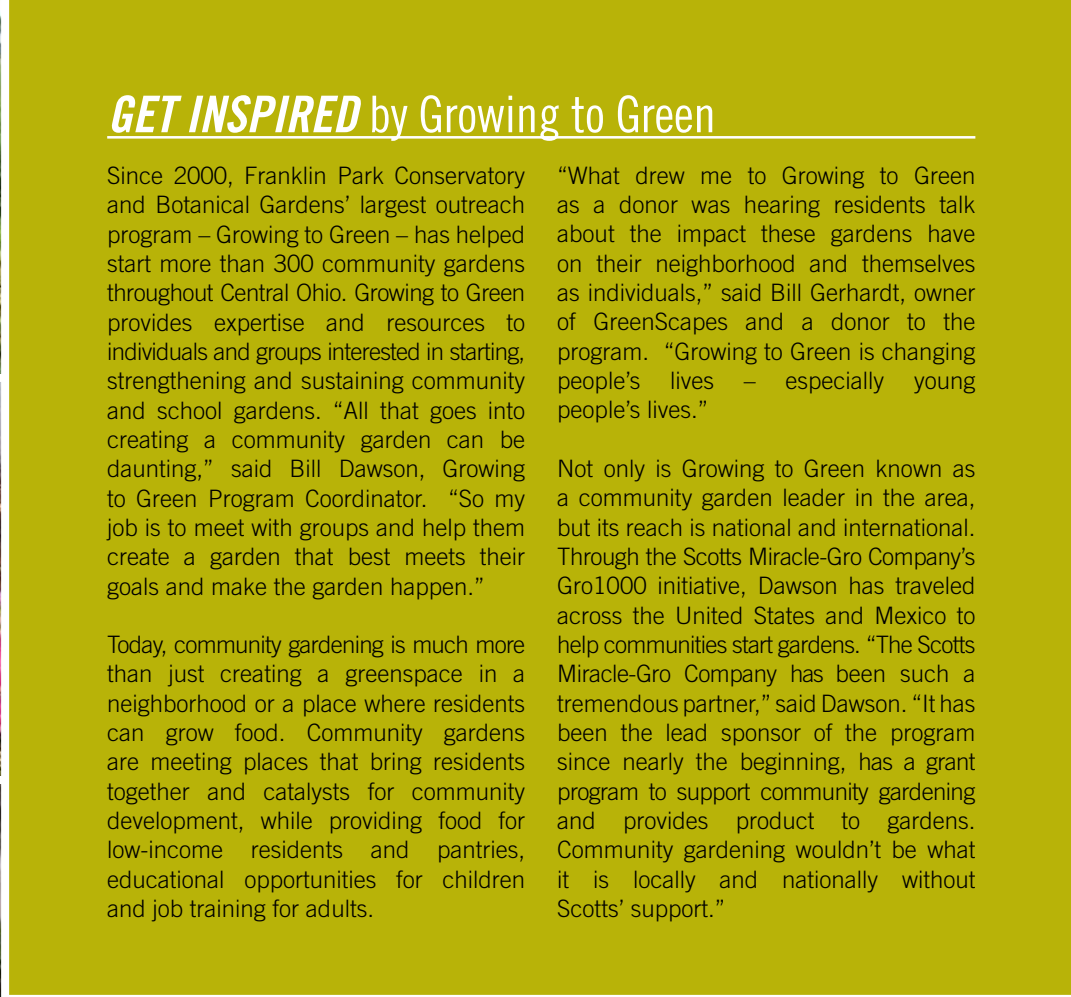 GET INSPIRED by Growing to Green
Since 2000, Franklin Park Conservatory
and Botanical Gardens’ largest outreach
program – Growing to Green – has helped
start more than 300 community gardens
throughout Central Ohio. Growing to Green
provides expertise and resources to
individuals and groups interested in starting,
strengthening and sustaining community
and school gardens. “All that goes into
creating a community garden can be
daunting,” said Bill Dawson, Growing
to Green Program Coordinator. “So my
job is to meet with groups and help them
create a garden that best meets their
goals and make the garden happen.”
Today, community gardening is much more
than just creating a greenspace in a
neighborhood or a place where residents
can grow food. Community gardens
are meeting places that bring residents
together and catalysts for community
development, while providing food for
low-income residents and pantries,
educational opportunities for children
and job training for adults.
“What drew me to Growing to Green
as a donor was hearing residents talk
about the impact these gardens have
on their neighborhood and themselves
as individuals,” said Bill Gerhardt, owner
of GreenScapes and a donor to the
program. “Growing to Green is changing
people’s lives – especially young
people’s lives.”
Not only is Growing to Green known as
a community garden leader in the area,
but its reach is national and international.
Through the Scotts Miracle-Gro Company’s
Gro1000 initiative, Dawson has traveled
across the United States and Mexico to
help communities start gardens. “The Scotts
Miracle-Gro Company has been such a
tremendous partner,” said Dawson. “It has
been the lead sponsor of the program
since nearly the beginning, has a grant
program to support community gardening
and provides product to gardens.
Community gardening wouldn’t be what
it is locally and nationally without
Scotts’ support.”